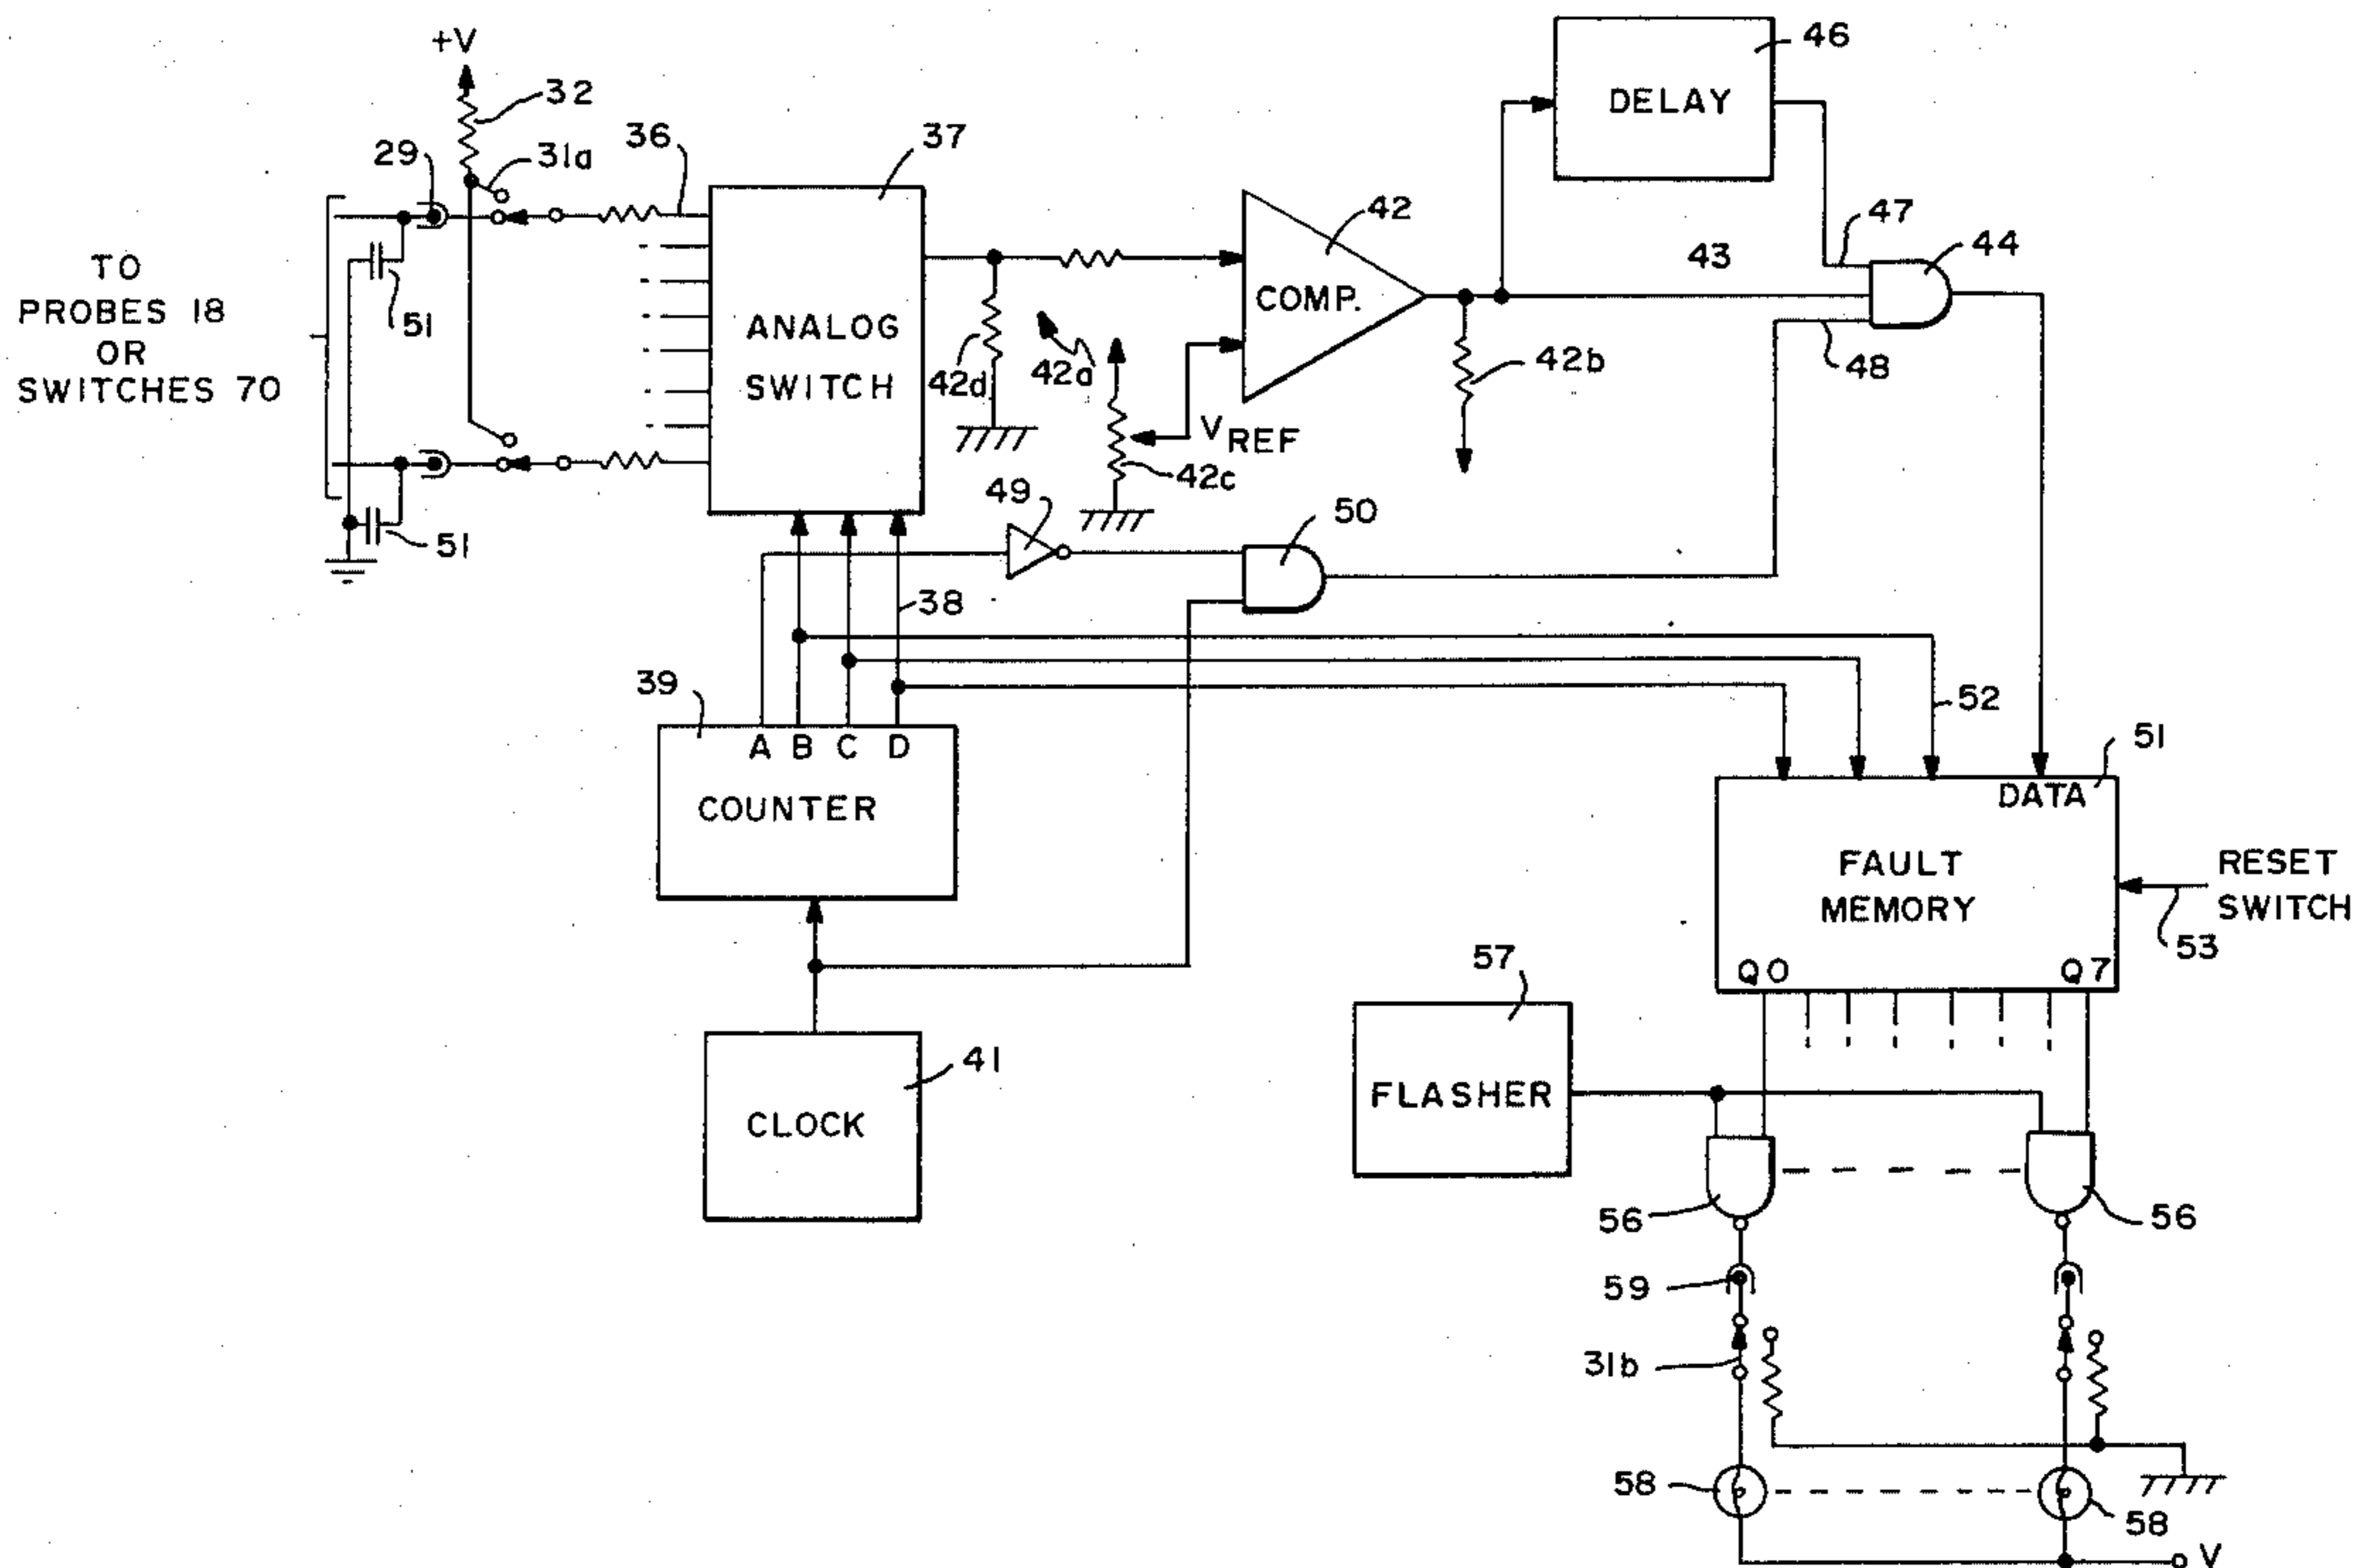 +V
32
29
31a
36
37
46
DELAY
47
44
42
43
TO
PROBES 18
OR
SWITCHES 70
51
ANALOG
SWITCH
COMP.
42d
42a
42b
48
VREF
42c
51
49
50
38
39
52
A B C D
COUNTER
51
DATA
FAULT
MEMORY
RESET
SWITCH
53
57
Q0
Q7
41
CLOCK
FLASHER
56
56
59
31b
58
58
V